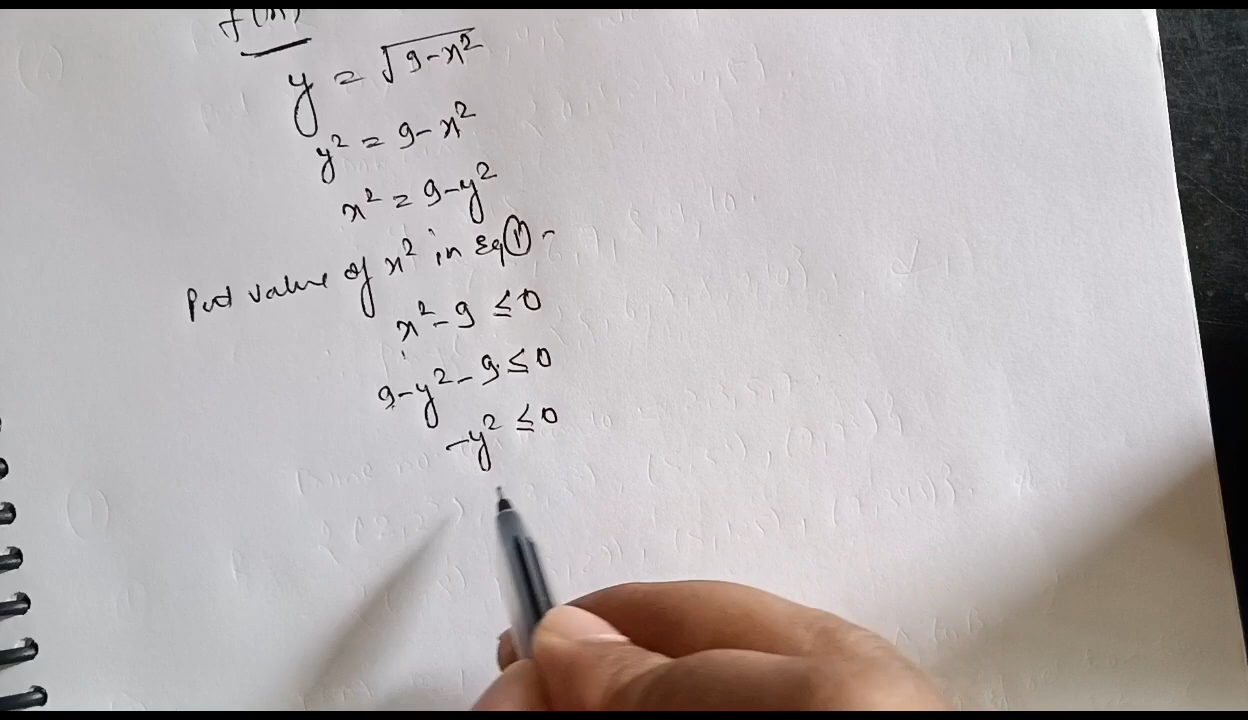 f(x)
y = √9-x²
y² = 9-x²
x² = 9-y²
Put value of x² in Eq ① -
x² - 9 ≤ 0
9-y² - 9 ≤ 0
-y² ≤ 0